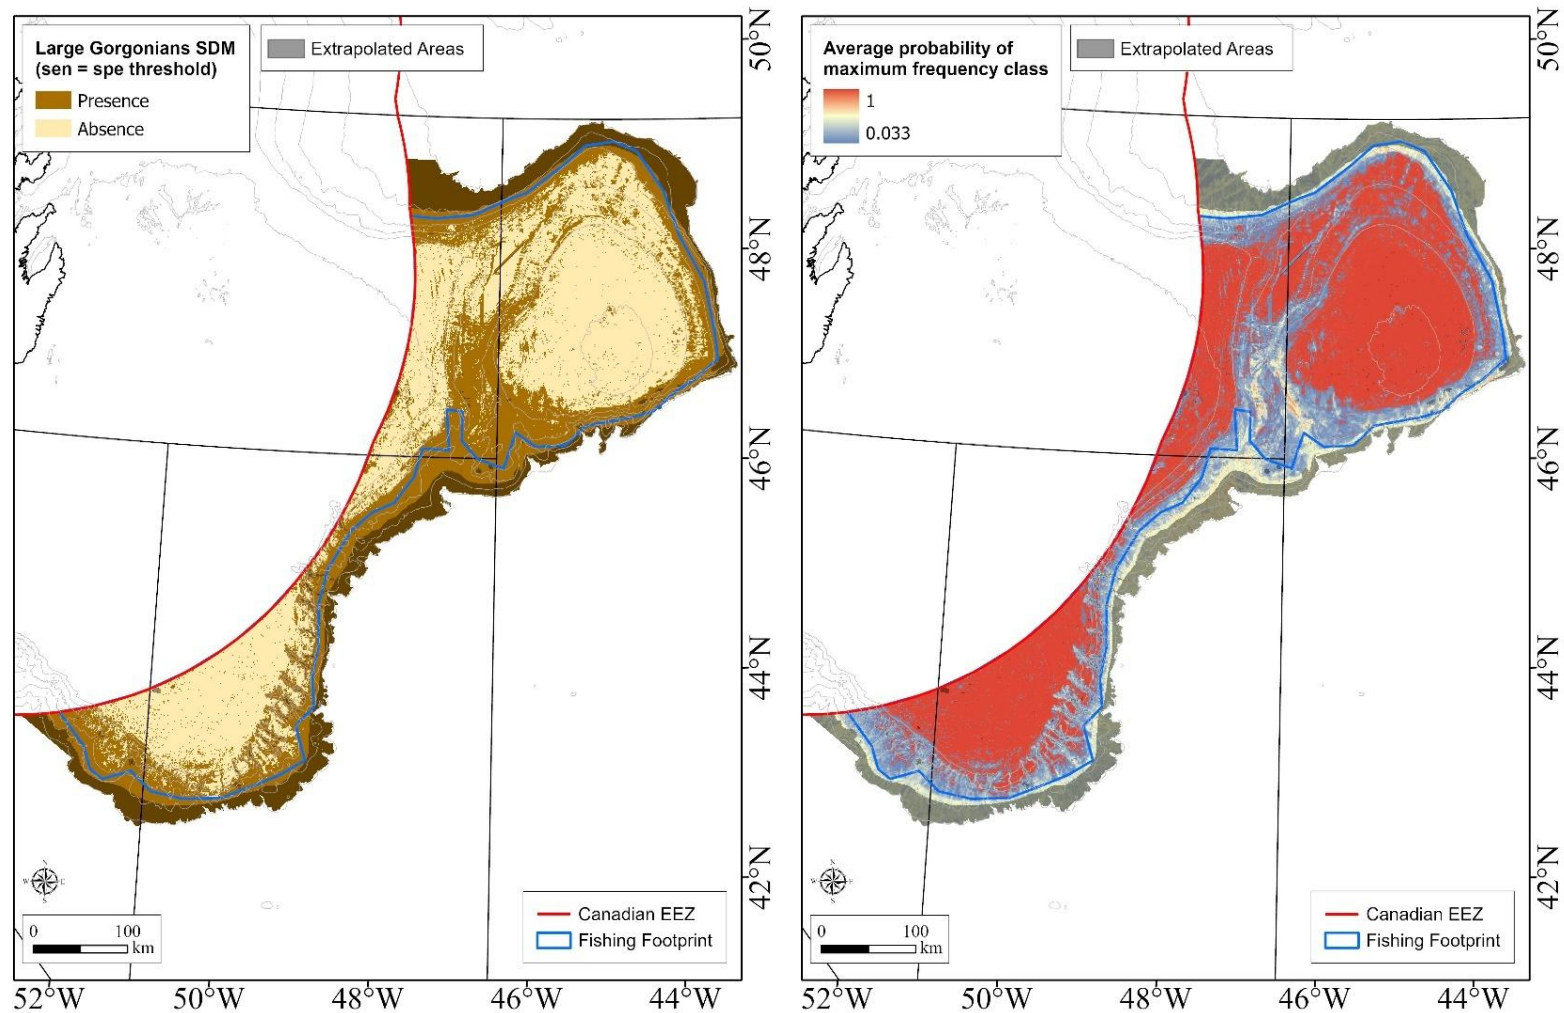 Large Gorgonians SDM
(sen = spe threshold)
Presence
Absence
Extrapolated Areas
N
W
E
S
0
100
km
Canadian EEZ
Fishing Footprint
50°N
48°N
46°N
44°N
42°N
52°W
50°W
48°W
46°W
44°W
Average probability of
maximum frequency class
1
0.033
Extrapolated Areas
N
W
E
S
0
100
km
Canadian EEZ
Fishing Footprint
50°N
48°N
46°N
44°N
42°N
52°W
50°W
48°W
46°W
44°W